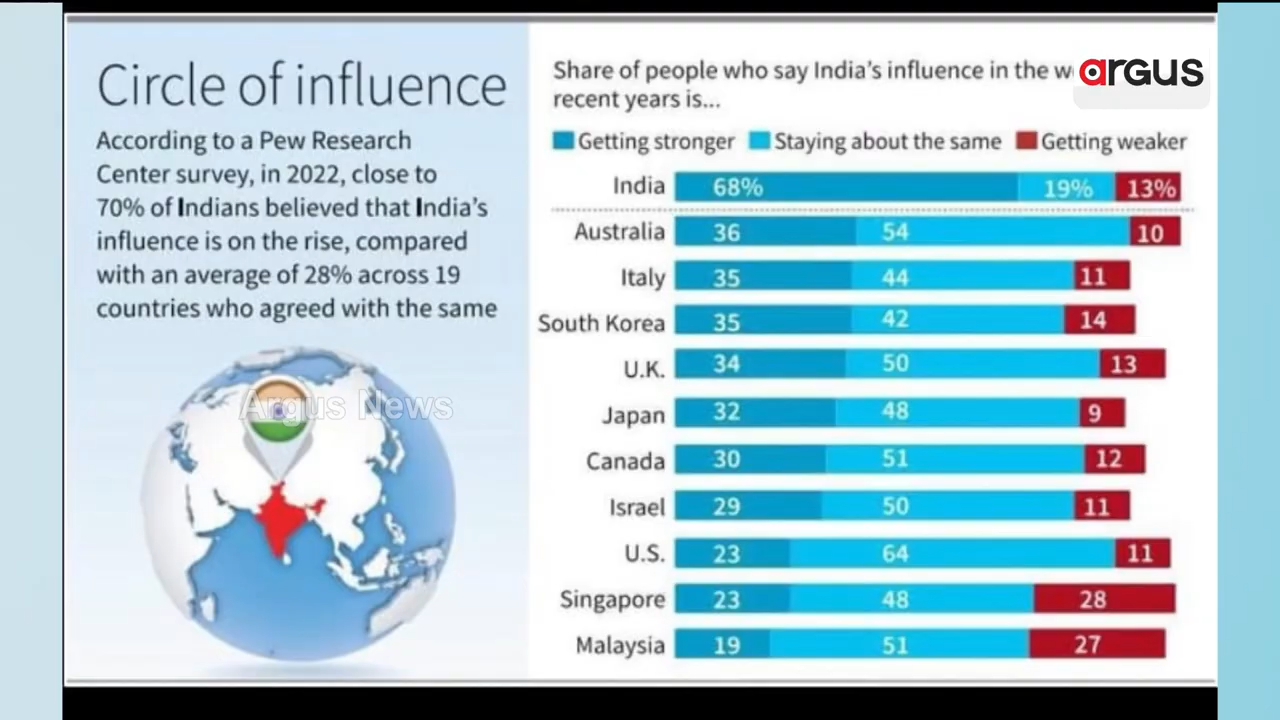 Circle of influence
According to a Pew Research
Center survey, in 2022, close to
70% of Indians believed that India's
influence is on the rise, compared
with an average of 28% across 19
countries who agreed with the same
Argus News
argus
Share of people who say India's influence in the
recent years is...
Getting stronger Staying about the same Getting weaker
India 68% 19% 13%
Australia 36 54 10
Italy 35 44 11
South Korea 35 42 14
U.K. 34 50 13
Japan 32 48 9
Canada 30 51 12
Israel 29 50 11
U.S. 23 64 11
Singapore 23 48 28
Malaysia 19 51 27